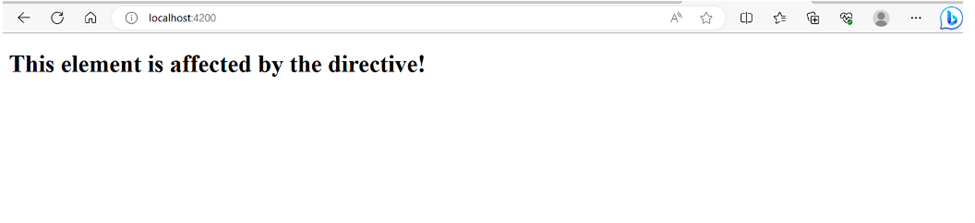 localhost:4200
This element is affected by the directive!